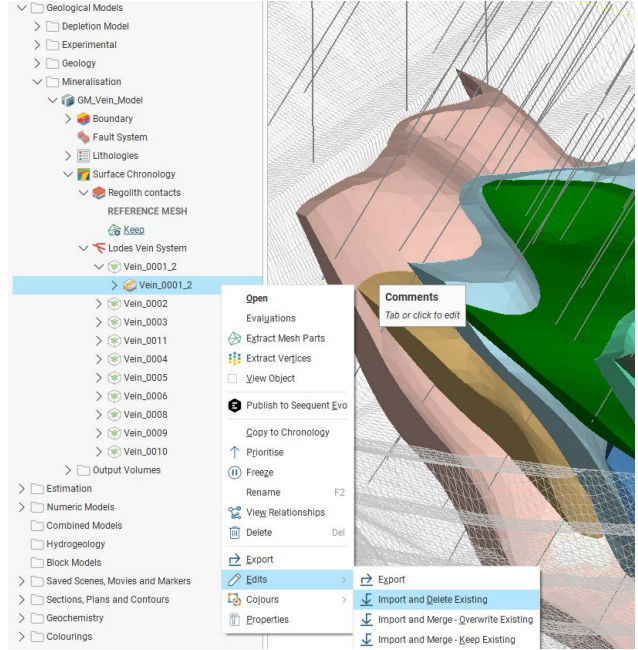 Geological Models
Depletion Model
Experimental
Geology
Mineralisation
GM_Vein_Model
Boundary
Fault System
Lithologies
Surface Chronology
Regolith contacts
REFERENCE MESH
Keep
Lodes Vein System
Vein_0001_2
Vein_0001_2
Vein_0002
Vein_0003
Vein_0011
Vein_0004
Vein_0005
Vein_0006
Vein_0008
Vein_0009
Vein_0010
Output Volumes
Estimation
Numeric Models
Combined Models
Hydrogeology
Block Models
Saved Scenes, Movies and Markers
Sections, Plans and Contours
Geochemistry
Colourings
Open
Evaluations
Extract Mesh Parts
Extract Vertices
View Object
Publish to Seequent Evo
Copy to Chronology
Prioritise
Freeze
Rename F2
View Relationships
Delete Del
Export
Edits
Colours
Properties
Comments
Tab or click to edit
Export
Import and Delete Existing
Import and Merge - Overwrite Existing
Import and Merge - Keep Existing